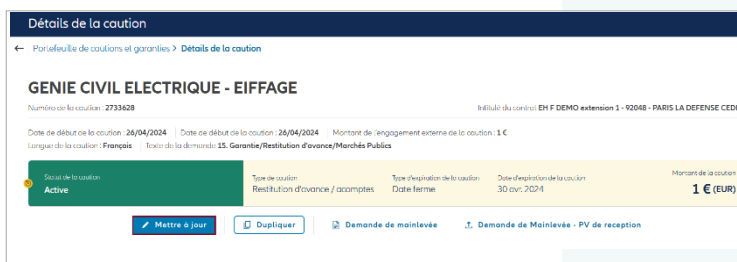 Détails de la caution
← Portefeuille de cautions et garanties > Détails de la caution
GENIE CIVIL ELECTRIQUE - EIFFAGE
Numéro de la caution : 2733628
Intitulé du contrat EH F DEMO extension 1 - 92048 - PARIS LA DEFENSE CEDE
Date de début de la caution : 26/04/2024 Date de début de la caution : 26/04/2024 Montant de l'engagement externe de la caution : 1 €
Langue de la caution : Français Texte de la demande 15. Garantie/Restitution d'avance/Marchés Publics
Statut de la caution Type de caution Type d'expiration de la caution Date d'expiration de la caution Montant de la caution
Active Restitution d'avance / acomptes Date ferme 30 avr. 2024 1 € (EUR)
Mettre à jour Dupliquer Demande de mainlevée Demande de Mainlevée - PV de reception